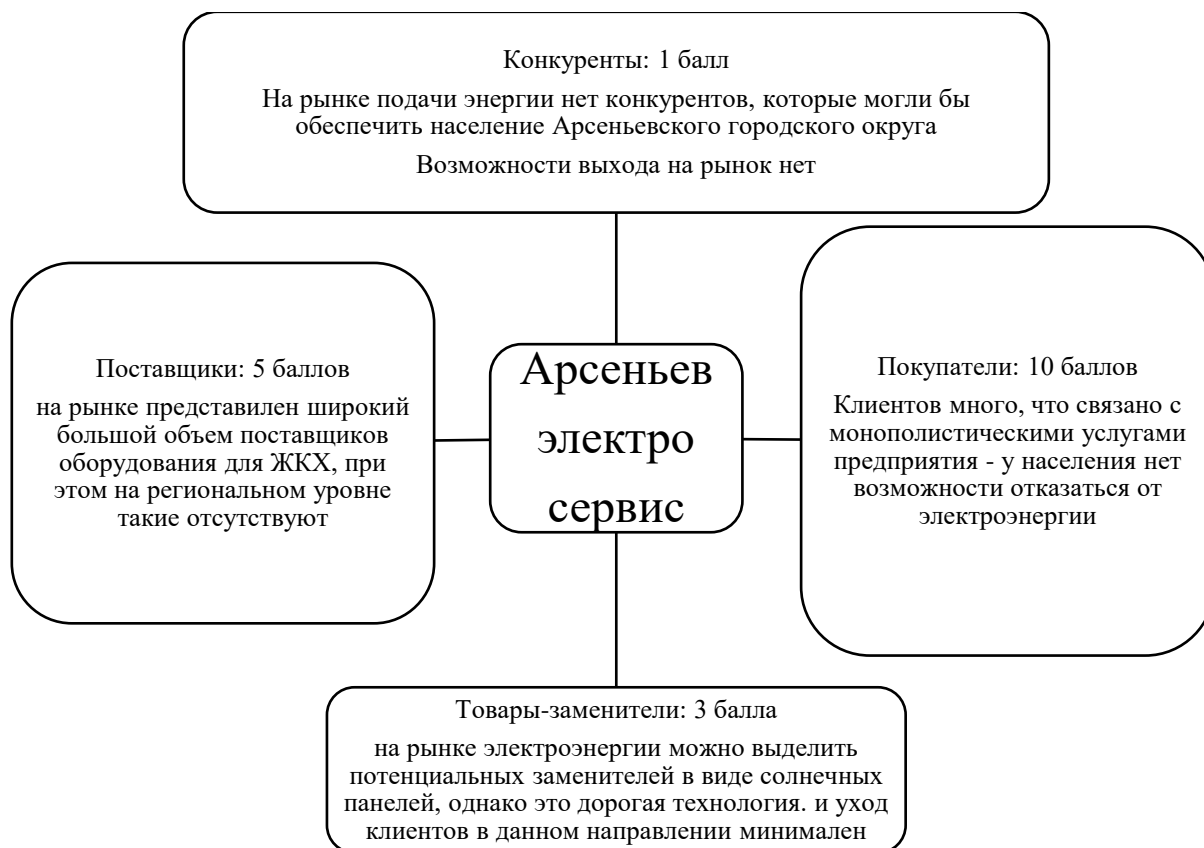 Конкуренты: 1 балл
На рынке подачи энергии нет конкурентов, которые могли бы
обеспечить население Арсеньевского городского округа
Возможности выхода на рынок нет
Поставщики: 5 баллов
на рынке представилен широкий
большой объем поставщиков
оборудования для ЖКХ, при
этом на региональном уровне
такие отсутствуют
Арсеньев
электро
сервис
Покупатели: 10 баллов
Клиентов много, что связано с
монополистическими услугами
предприятия - у населения нет
возможности отказаться от
электроэнергии
Товары-заменители: 3 балла
на рынке электроэнергии можно выделить
потенциальных заменителей в виде солнечных
панелей, однако это дорогая технология. и уход
клиентов в данном направлении минимален